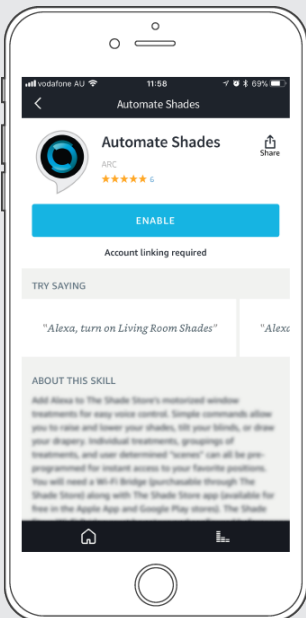 vodafone AU 11:58 69%
Automate Shades
Automate Shades
ARC
6
Share
ENABLE
Account linking required
TRY SAYING
"Alexa, turn on Living Room Shades" "Alexa
ABOUT THIS SKILL
Add Alexa to The Shade Store's motorized window
treatments for easy voice control. Simple commands allow
you to raise and lower your shades, tilt your blinds, or draw
your drapery. Individual treatments, groupings of
treatments, and user determined "scenes" can all be pre-
programmed for instant access to your favorite positions.
You will need a Wi-Fi Bridge (purchasable through The
Shade Store) along with The Shade Store app (available for
free in the Apple App and Google Play stores). The Shade